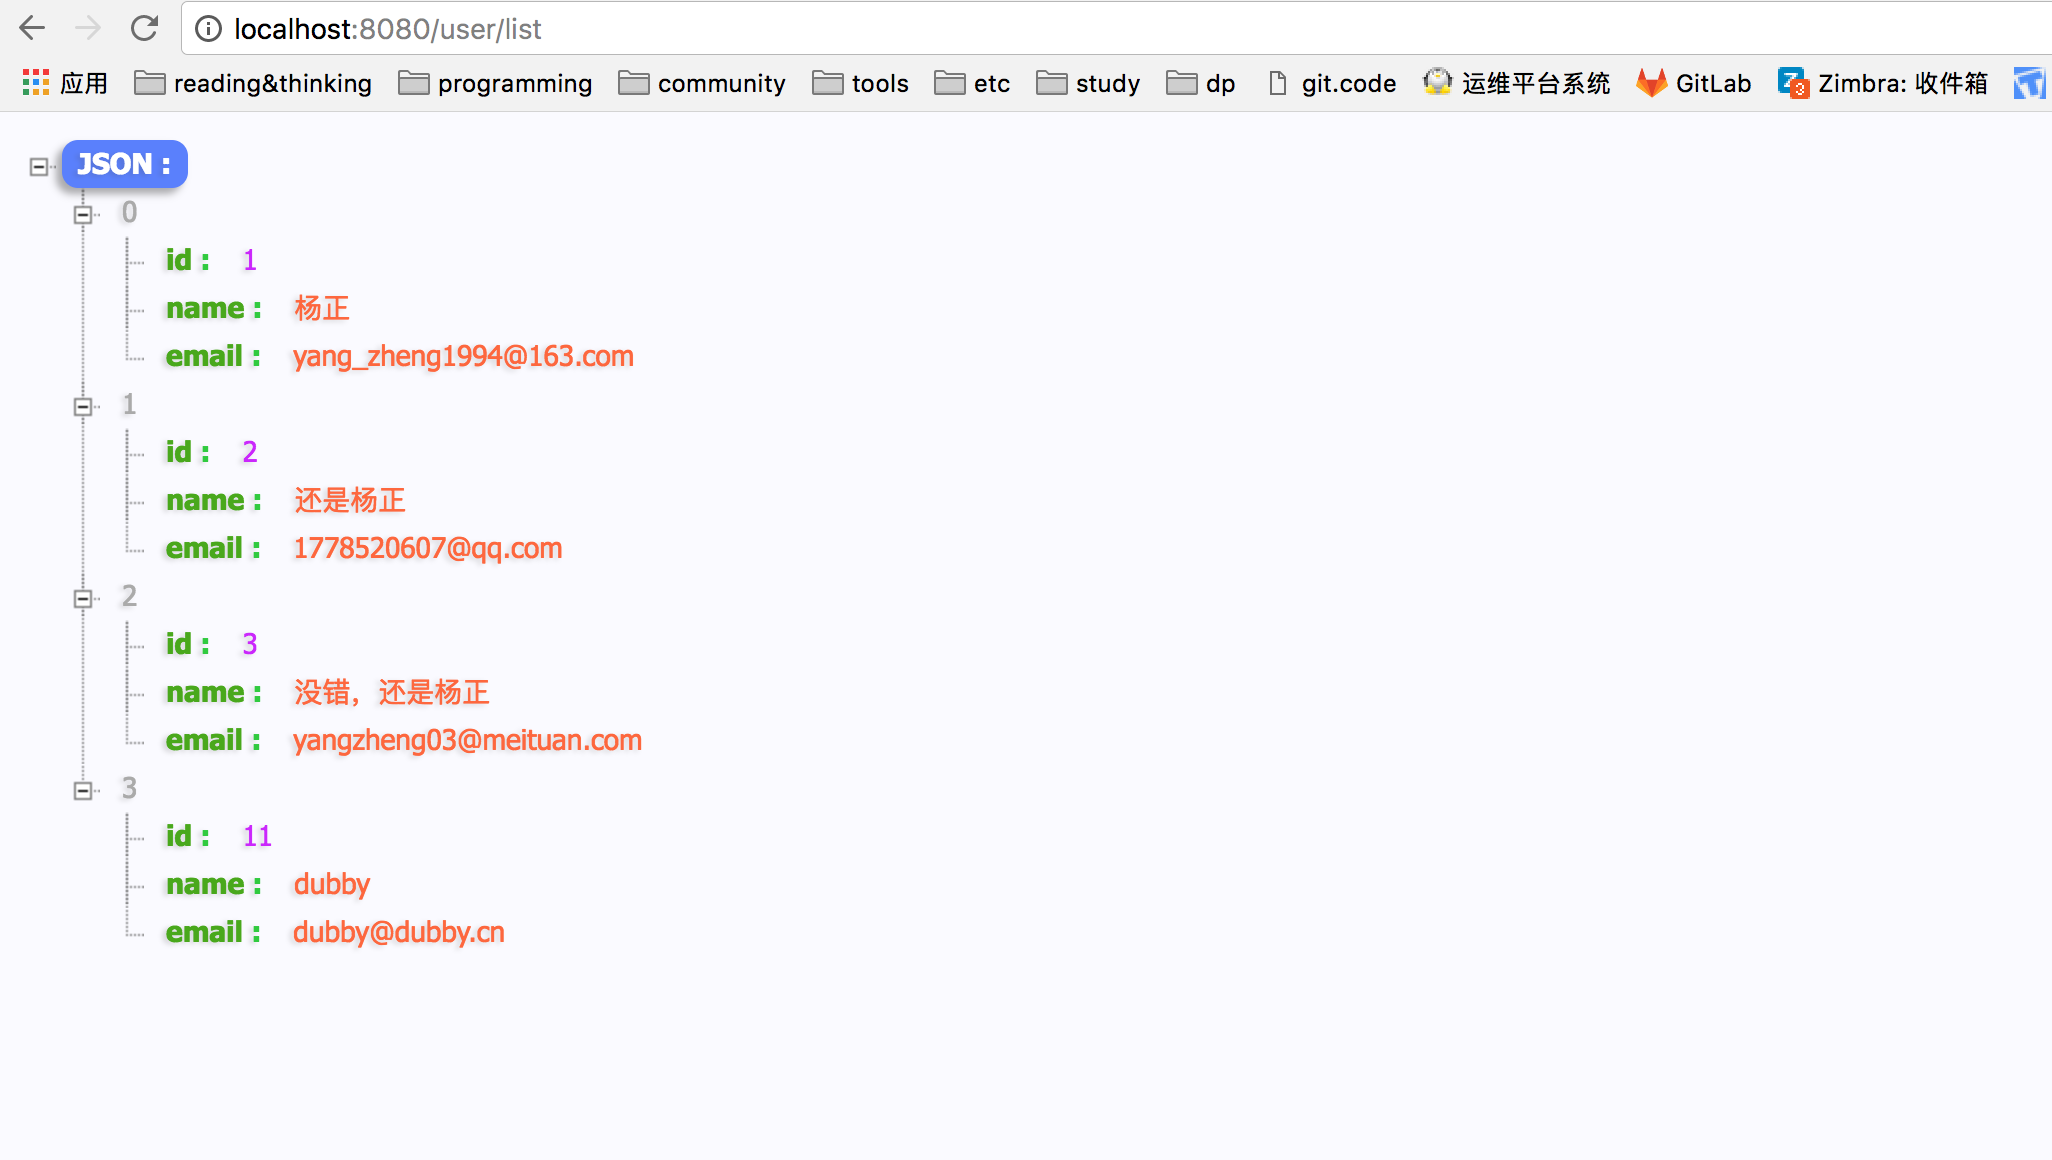 localhost:8080/user/list
应用 reading&thinking programming community tools etc study dp git.code 运维平台系统 GitLab Zimbra: 收件箱
JSON :
0
id : 1
name : 杨正
email : yang_zheng1994@163.com
1
id : 2
name : 还是杨正
email : 1778520607@qq.com
2
id : 3
name : 没错，还是杨正
email : yangzheng03@meituan.com
3
id : 11
name : dubby
email : dubby@dubby.cn